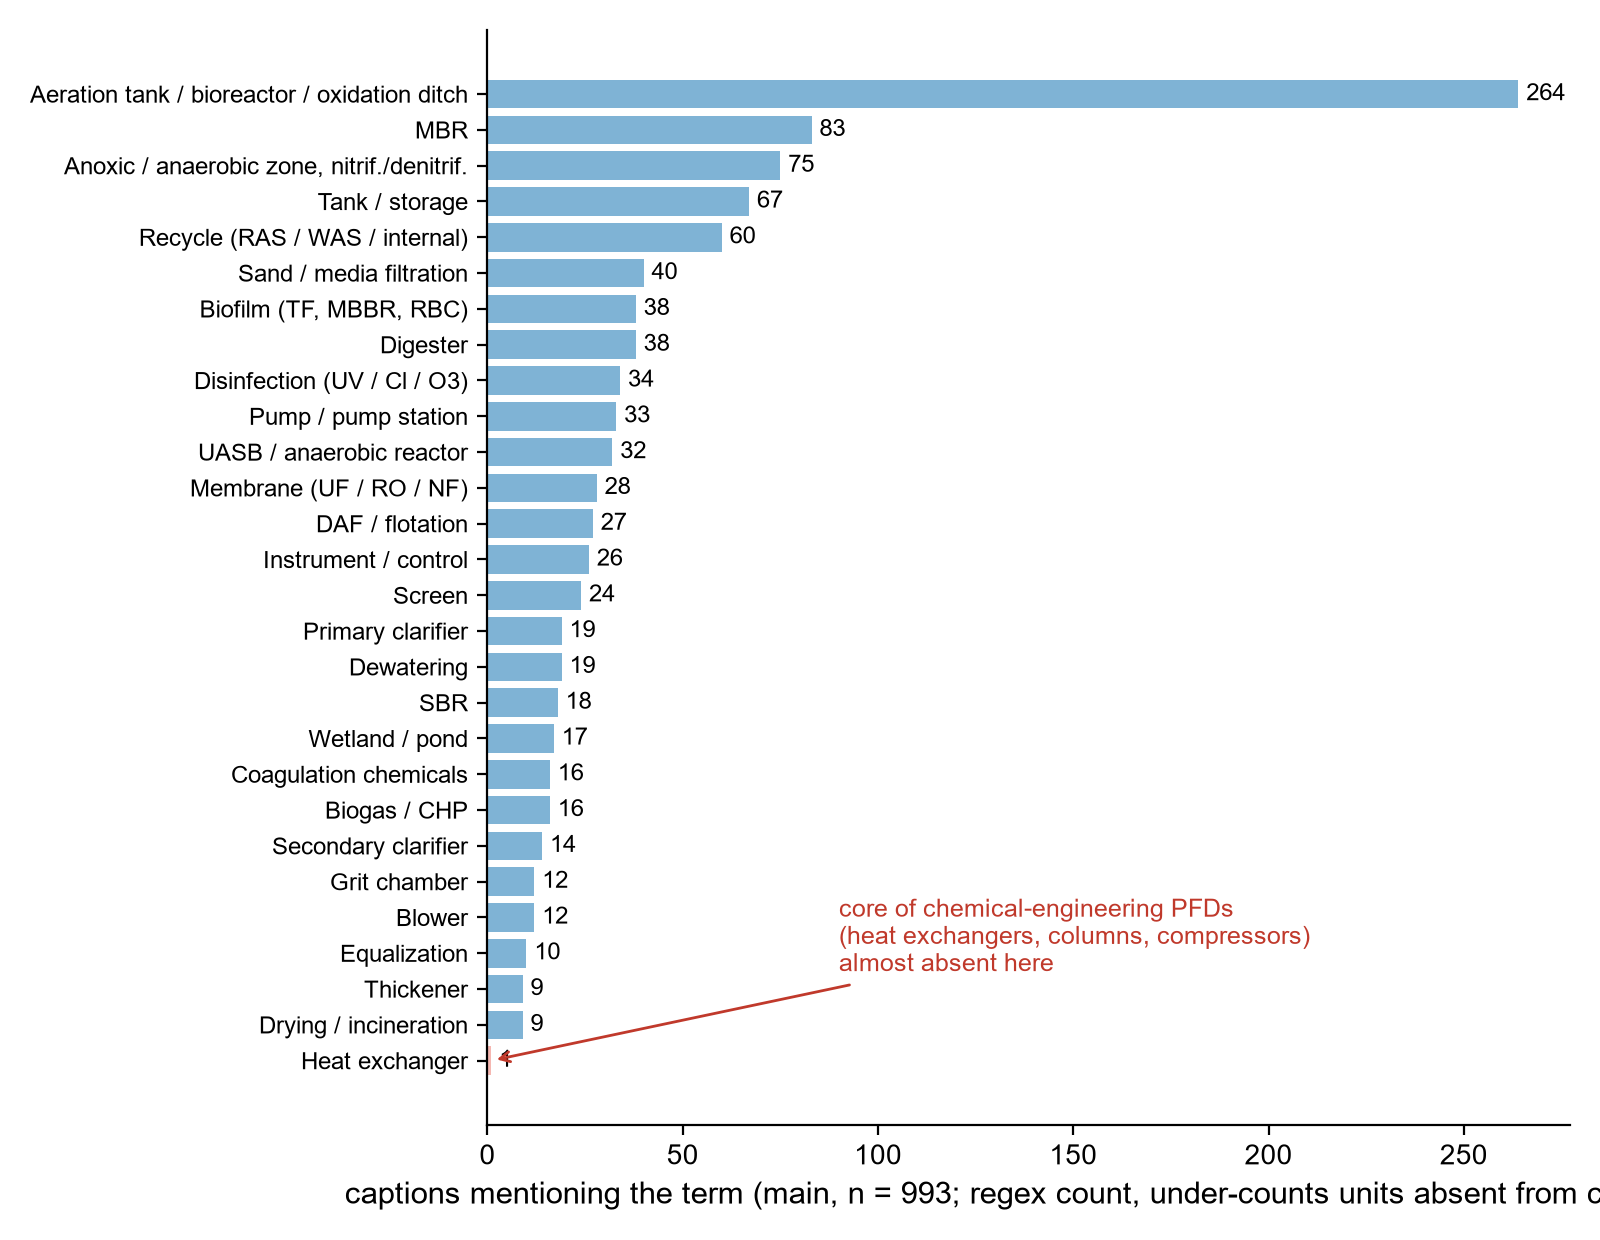 Aeration tank / bioreactor / oxidation ditch 264
MBR 83
Anoxic / anaerobic zone, nitrif./denitrif. 75
Tank / storage 67
Recycle (RAS / WAS / internal) 60
Sand / media filtration 40
Biofilm (TF, MBBR, RBC) 38
Digester 38
Disinfection (UV / Cl / O3) 34
Pump / pump station 33
UASB / anaerobic reactor 32
Membrane (UF / RO / NF) 28
DAF / flotation 27
Instrument / control 26
Screen 24
Primary clarifier 19
Dewatering 19
SBR 18
Wetland / pond 17
Coagulation chemicals 16
Biogas / CHP 16
Secondary clarifier 14
Grit chamber 12
Blower 12
Equalization 10
Thickener 9
Drying / incineration 9
Heat exchanger
core of chemical-engineering PFDs
(heat exchangers, columns, compressors)
almost absent here
0 50 100 150 200 250
captions mentioning the term (main, n = 993; regex count, under-counts units absent from